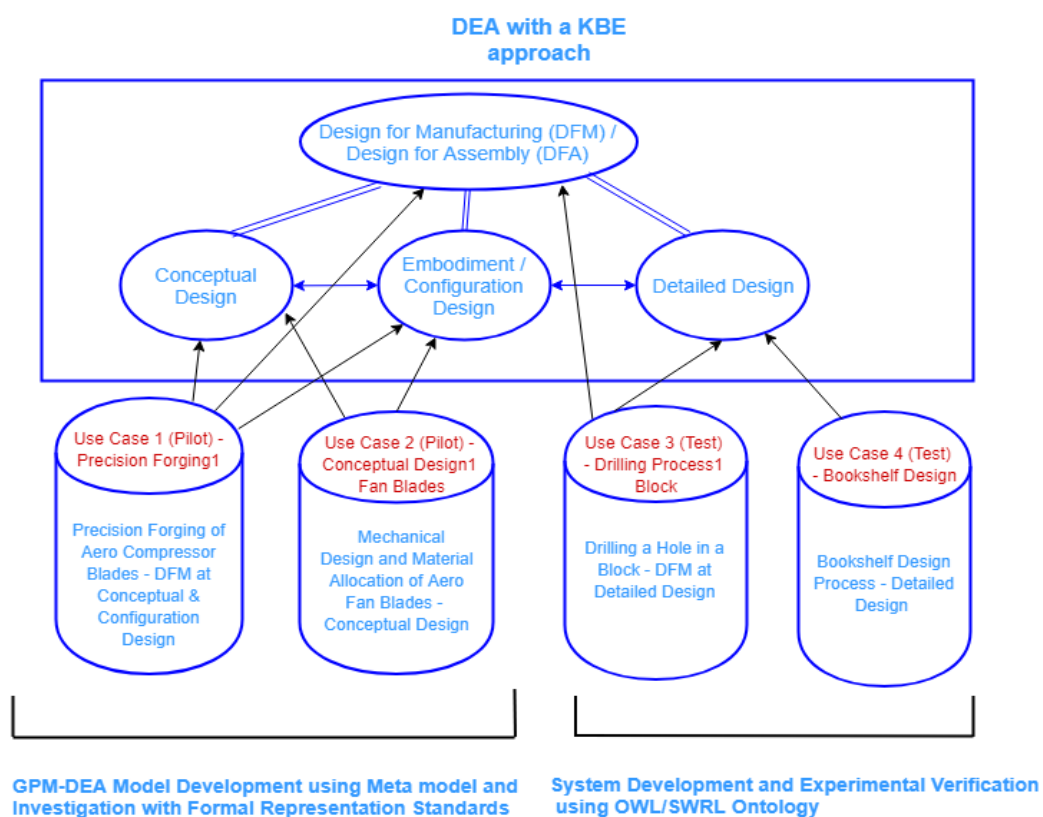 DEA with a KBE
approach
Design for Manufacturing (DFM) /
Design for Assembly (DFA)
Conceptual
Design
Embodiment /
Configuration
Design
Detailed Design
Use Case 1 (Pilot) -
Precision Forging1
Use Case 2 (Pilot) -
Conceptual Design1
Fan Blades
Use Case 3 (Test)
- Drilling Process1
Block
Use Case 4 (Test)
- Bookshelf Design
Precision Forging of
Aero Compressor
Blades - DFM at
Conceptual &
Configuration
Design
Mechanical
Design and Material
Allocation of Aero
Fan Blades -
Conceptual Design
Drilling a Hole in a
Block - DFM at
Detailed Design
Bookshelf Design
Process - Detailed
Design
GPM-DEA Model Development using Meta model and
Investigation with Formal Representation Standards
System Development and Experimental Verification
using OWL/SWRL Ontology